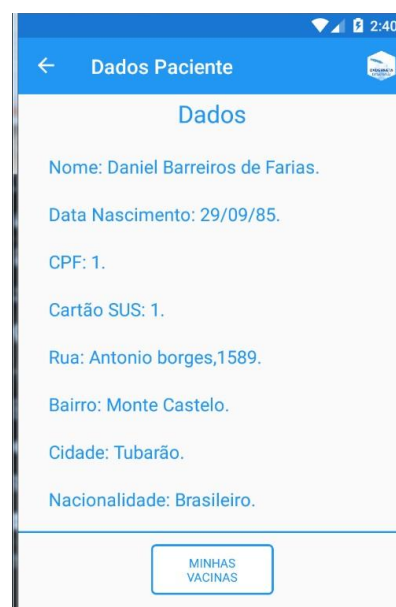 2:40
Dados Paciente
Dados
Nome: Daniel Barreiros de Farias.
Data Nascimento: 29/09/85.
CPF: 1.
Cartão SUS: 1.
Rua: Antonio borges,1589.
Bairro: Monte Castelo.
Cidade: Tubarão.
Nacionalidade: Brasileiro.
MINHAS
VACINAS